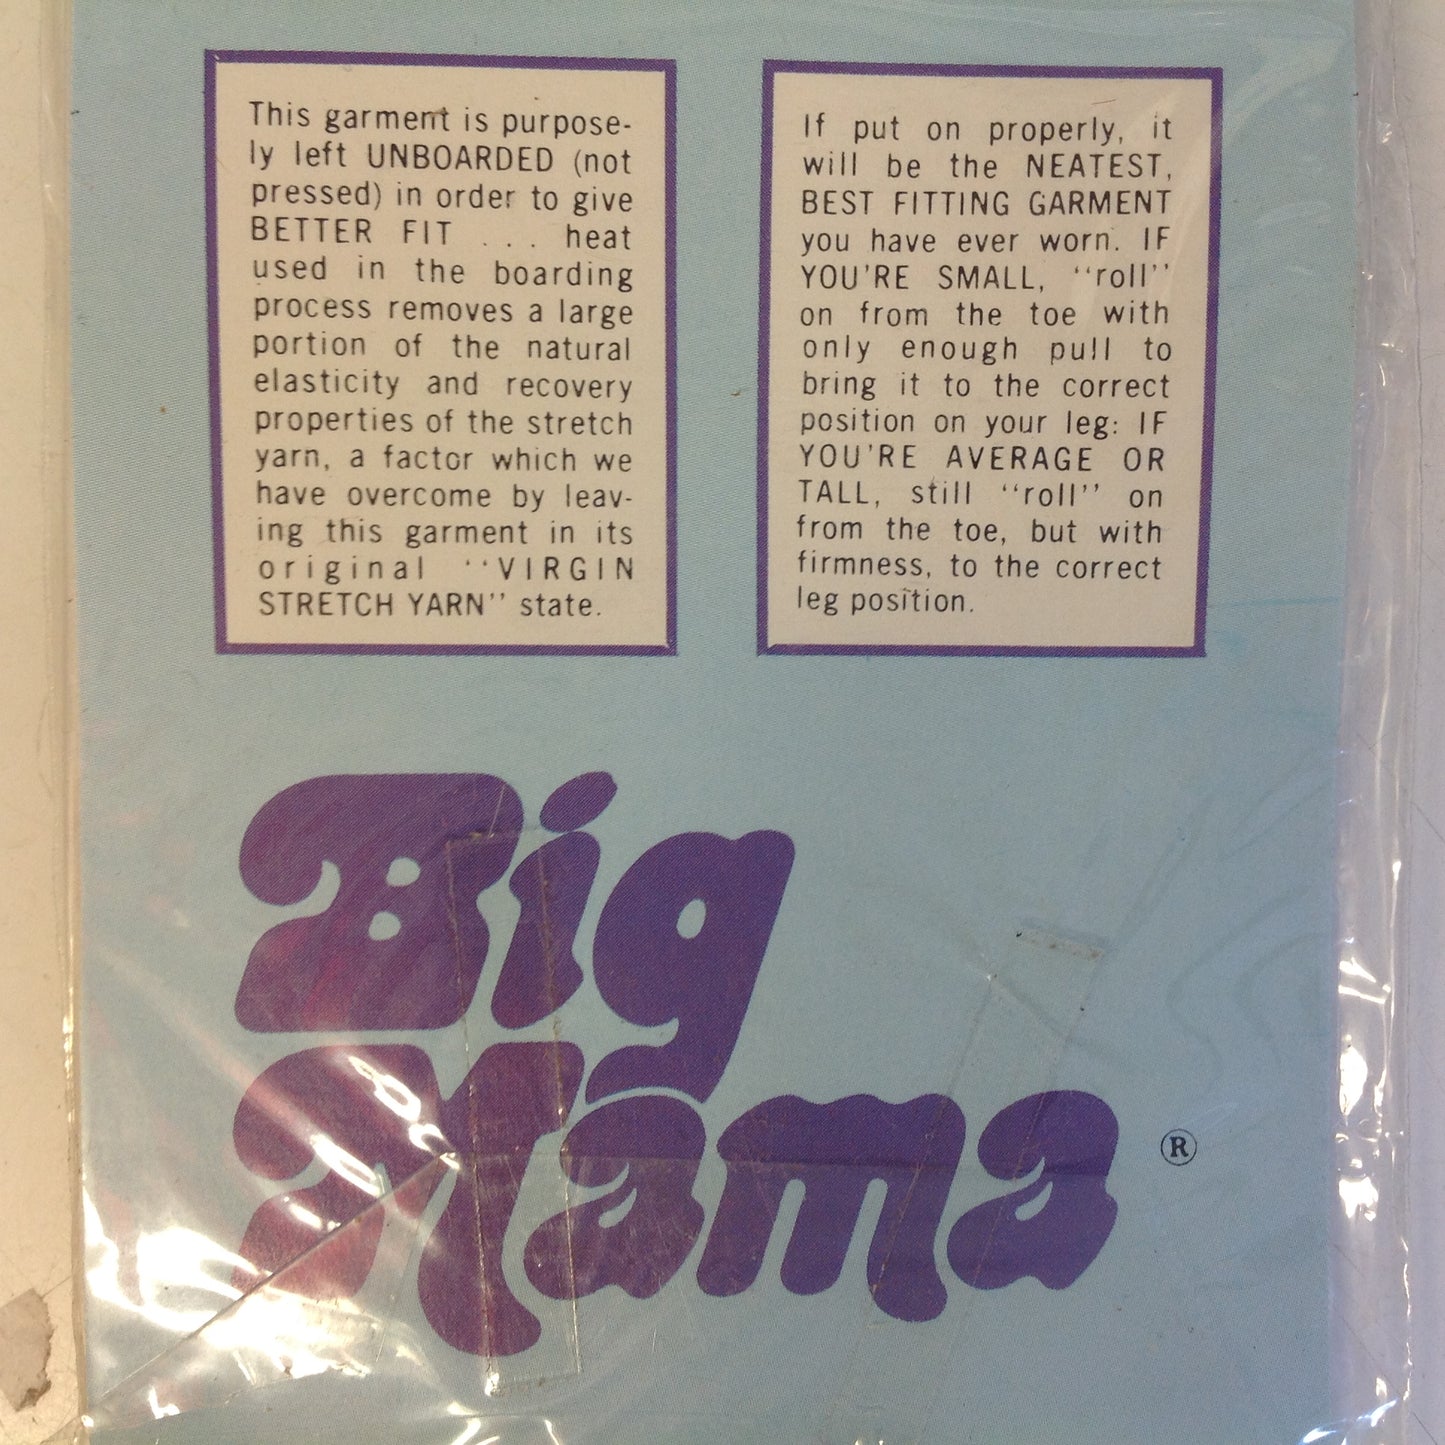 This garment is purpose-
ly left UNBOARDED (not
pressed) in order to give
BETTER FIT . . . heat
used in the boarding
process removes a large
portion of the natural
elasticity and recovery
properties of the stretch
yarn, a factor which we
have overcome by leav-
ing this garment in its
original ''VIRGIN
STRETCH YARN'' state.
If put on properly, it
will be the NEATEST,
BEST FITTING GARMENT
you have ever worn. IF
YOU'RE SMALL, ''roll''
on from the toe with
only enough pull to
bring it to the correct
position on your leg: IF
YOU'RE AVERAGE OR
TALL, still ''roll'' on
from the toe, but with
firmness, to the correct
leg position.
Big
Mama ®